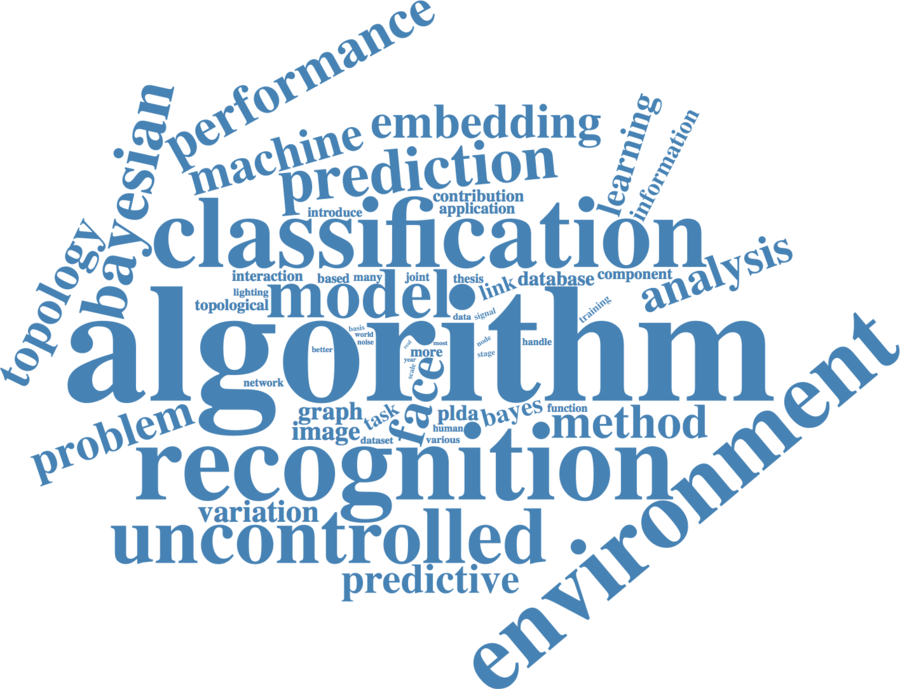 performance
bayesian
machine
embedding
learning
information
prediction
contribution
introduce
application
classification
topology
interaction
based
many
joint
thesis
link
database
component
analysis
lighting
topological
model
data
signal
training
algorithm
basis
world
noise
better
real
most
more
year
scale
node
stage
handle
network
face
environment
problem
graph
task
plda
bayes
function
method
image
dataset
human
various
recognition
variation
uncontrolled
predictive